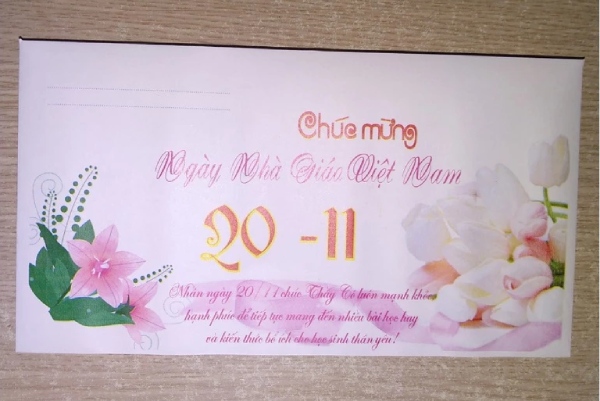 Chúc mừng
Ngày Nhà Giáo Việt Nam
20 -11
Nhân ngày 20/11 chúc Thầy Cô luôn mạnh khỏe
hạnh phúc để tiếp tục mang đến nhiều bài học hay
và kiến thức bổ ích cho học sinh thân yêu!